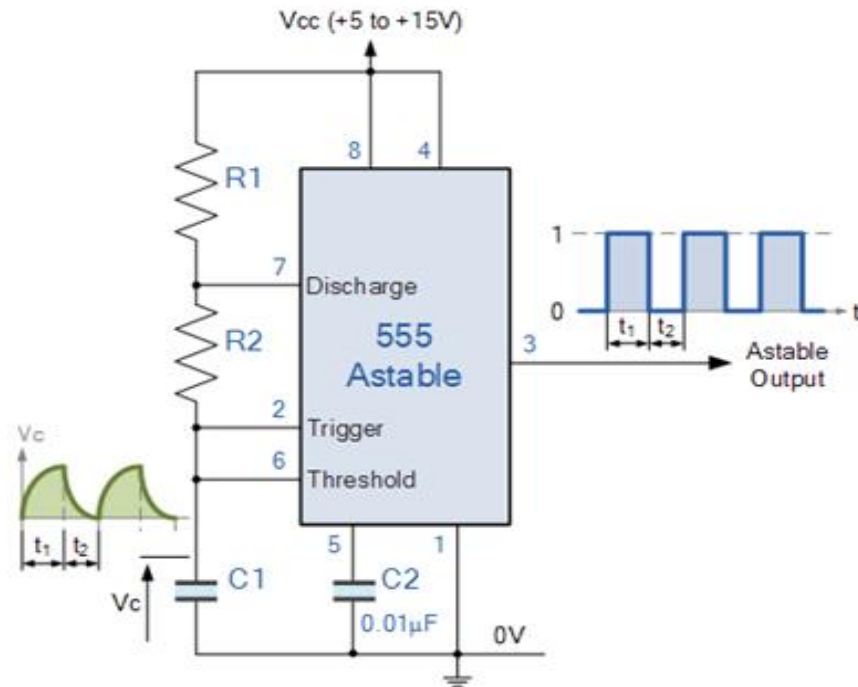 Vcc (+5 to +15V)
8
4
R1
7
Discharge
1
0
t
t₁
t₂
R2
555
Astable
3
Astable
Output
2
Trigger
6
Threshold
Vc
t₁
t₂
5
1
Vc
C1
C2
0.01µF
0V